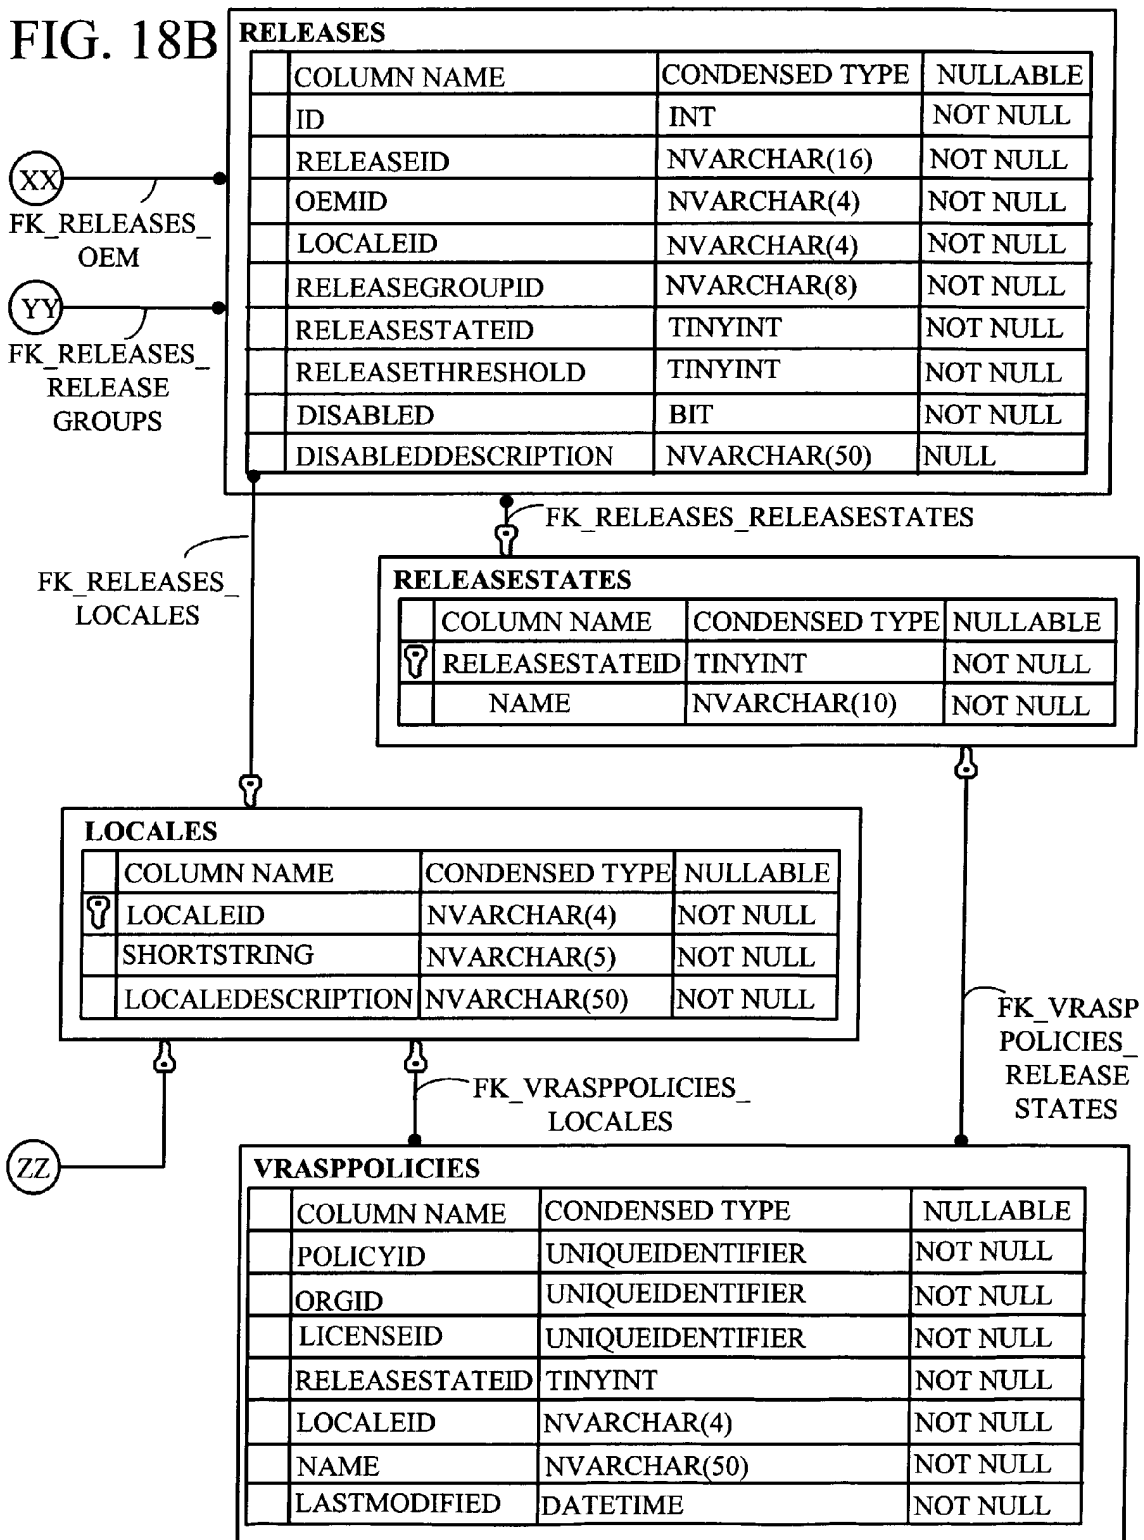 FIG. 18B
RELEASES
COLUMN NAME CONDENSED TYPE NULLABLE
ID INT NOT NULL
RELEASEID NVARCHAR(16) NOT NULL
OEMID NVARCHAR(4) NOT NULL
LOCALEID NVARCHAR(4) NOT NULL
RELEASEGROUPID NVARCHAR(8) NOT NULL
RELEASESTATEID TINYINT NOT NULL
RELEASETHRESHOLD TINYINT NOT NULL
DISABLED BIT NOT NULL
DISABLEDDESCRIPTION NVARCHAR(50) NULL
XX
FK_RELEASES_
OEM
YY
FK_RELEASES_
RELEASE
GROUPS
FK_RELEASES_RELEASESTATES
FK_RELEASES_
LOCALES
RELEASESTATES
COLUMN NAME CONDENSED TYPE NULLABLE
RELEASESTATEID TINYINT NOT NULL
NAME NVARCHAR(10) NOT NULL
LOCALES
COLUMN NAME CONDENSED TYPE NULLABLE
LOCALEID NVARCHAR(4) NOT NULL
SHORTSTRING NVARCHAR(5) NOT NULL
LOCALEDESCRIPTION NVARCHAR(50) NOT NULL
FK_VRASP
POLICIES_
RELEASE
STATES
FK_VRASPPOLICIES_
LOCALES
ZZ
VRASPPOLICIES
COLUMN NAME CONDENSED TYPE NULLABLE
POLICYID UNIQUEIDENTIFIER NOT NULL
ORGID UNIQUEIDENTIFIER NOT NULL
LICENSEID UNIQUEIDENTIFIER NOT NULL
RELEASESTATEID TINYINT NOT NULL
LOCALEID NVARCHAR(4) NOT NULL
NAME NVARCHAR(50) NOT NULL
LASTMODIFIED DATETIME NOT NULL